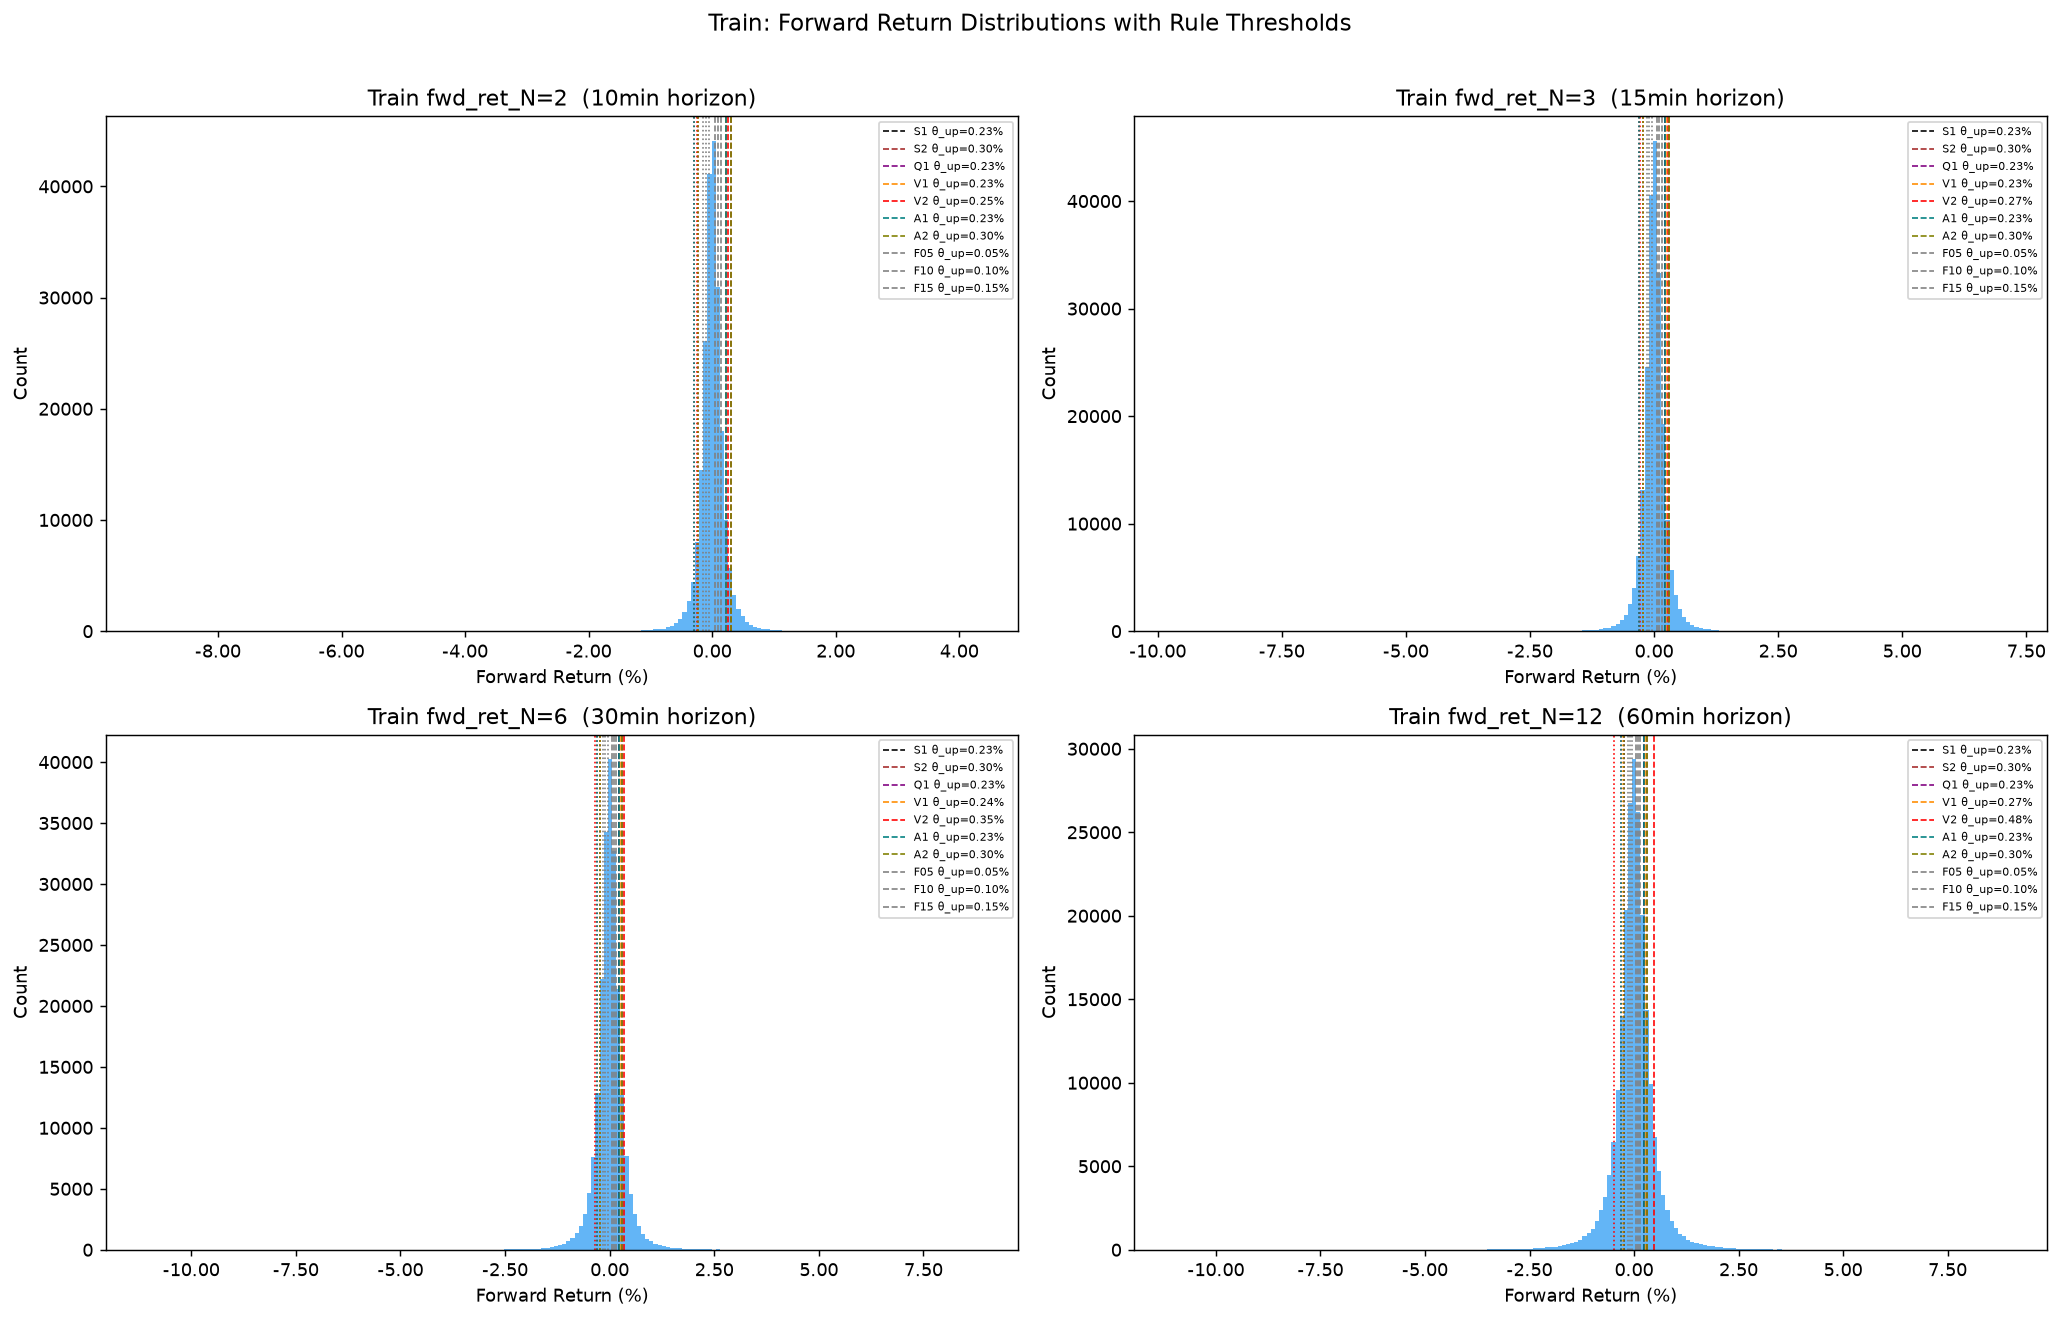 Train: Forward Return Distributions with Rule Thresholds
Train fwd_ret_N=2  (10min horizon)
Count
40000
30000
20000
10000
0
S1 θ_up=0.23%
S2 θ_up=0.30%
Q1 θ_up=0.23%
V1 θ_up=0.23%
V2 θ_up=0.25%
A1 θ_up=0.23%
A2 θ_up=0.30%
F05 θ_up=0.05%
F10 θ_up=0.10%
F15 θ_up=0.15%
-8.00 -6.00 -4.00 -2.00 0.00 2.00 4.00
Forward Return (%)
Train fwd_ret_N=3  (15min horizon)
Count
40000
30000
20000
10000
0
S1 θ_up=0.23%
S2 θ_up=0.30%
Q1 θ_up=0.23%
V1 θ_up=0.23%
V2 θ_up=0.27%
A1 θ_up=0.23%
A2 θ_up=0.30%
F05 θ_up=0.05%
F10 θ_up=0.10%
F15 θ_up=0.15%
-10.00 -7.50 -5.00 -2.50 0.00 2.50 5.00 7.50
Forward Return (%)
Train fwd_ret_N=6  (30min horizon)
Count
40000
35000
30000
25000
20000
15000
10000
5000
0
S1 θ_up=0.23%
S2 θ_up=0.30%
Q1 θ_up=0.23%
V1 θ_up=0.24%
V2 θ_up=0.35%
A1 θ_up=0.23%
A2 θ_up=0.30%
F05 θ_up=0.05%
F10 θ_up=0.10%
F15 θ_up=0.15%
-10.00 -7.50 -5.00 -2.50 0.00 2.50 5.00 7.50
Forward Return (%)
Train fwd_ret_N=12  (60min horizon)
Count
30000
25000
20000
15000
10000
5000
0
S1 θ_up=0.23%
S2 θ_up=0.30%
Q1 θ_up=0.23%
V1 θ_up=0.27%
V2 θ_up=0.48%
A1 θ_up=0.23%
A2 θ_up=0.30%
F05 θ_up=0.05%
F10 θ_up=0.10%
F15 θ_up=0.15%
-10.00 -7.50 -5.00 -2.50 0.00 2.50 5.00 7.50
Forward Return (%)